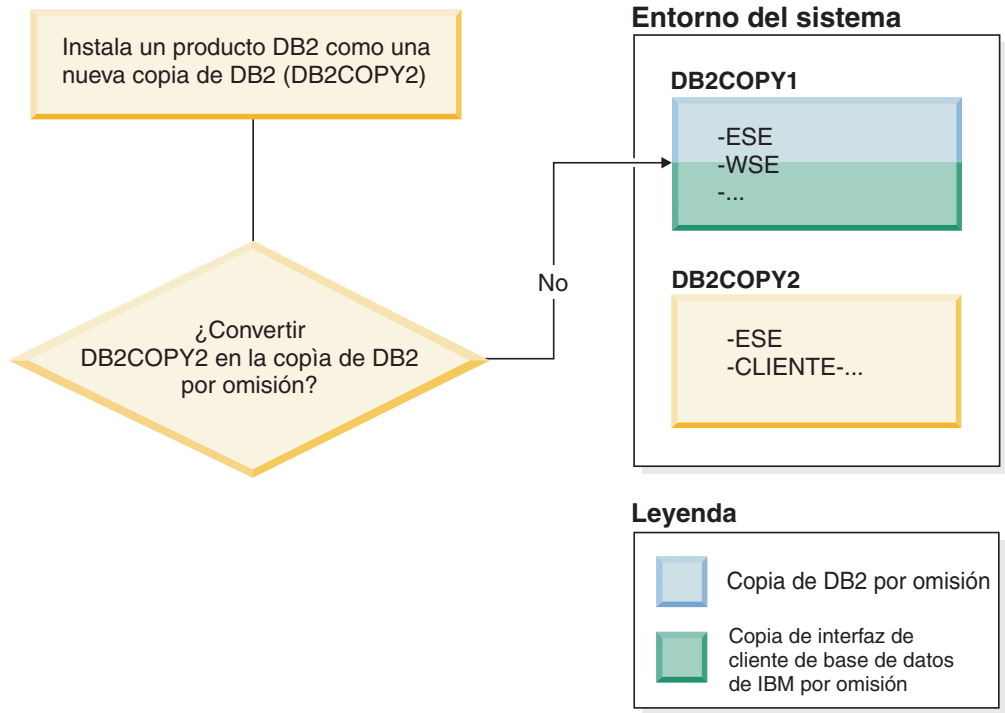 Instala un producto DB2 como una
nueva copia de DB2 (DB2COPY2)
¿Convertir
DB2COPY2 en la copìa de DB2
por omisión?
No
Entorno del sistema
DB2COPY1
-ESE
-WSE
-...
DB2COPY2
-ESE
-CLIENTE-...
Leyenda
Copia de DB2 por omisión
Copia de interfaz de
cliente de base de datos
de IBM por omisión